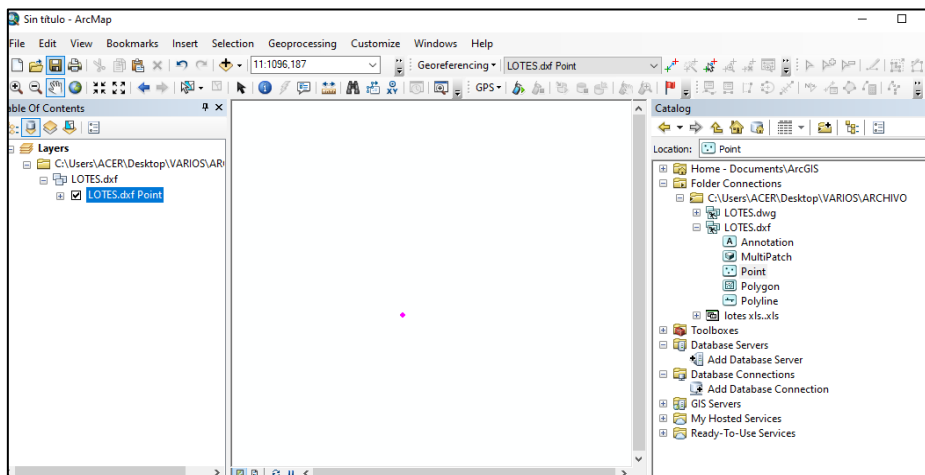 Sin título - ArcMap
File Edit View Bookmarks Insert Selection Geoprocessing Customize Windows Help
11:1096,187 Georeferencing LOTES.dxf Point
GPS
able Of Contents
Layers
C:\Users\ACER\Desktop\VARIOS\AR
LOTES.dxf
LOTES.dxf Point
Catalog
Location: Point
Home - Documents\ArcGIS
Folder Connections
C:\Users\ACER\Desktop\VARIOS\ARCHIVO
LOTES.dwg
LOTES.dxf
A Annotation
MultiPatch
Point
Polygon
Polyline
lotes xls..xls
Toolboxes
Database Servers
Add Database Server
Database Connections
Add Database Connection
GIS Servers
My Hosted Services
Ready-To-Use Services